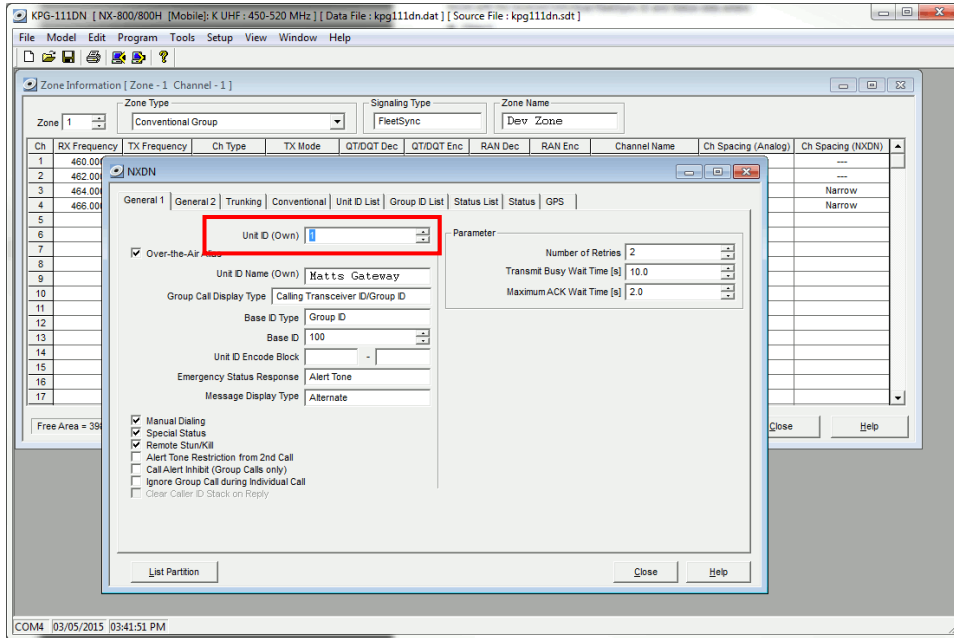 KPG-111DN [ NX-800/800H [Mobile]: K UHF : 450-520 MHz ] [ Data File : kpg111dn.dat ] [ Source File : kpg111dn.sdt ]
File Model Edit Program Tools Setup View Window Help
Zone Information [ Zone - 1 Channel - 1 ]
Zone Type Signaling Type Zone Name
Zone 1 Conventional Group FleetSync Dev Zone
Ch RX Frequency TX Frequency Ch Type TX Mode QT/DQT Dec QT/DQT Enc RAN Dec RAN Enc Channel Name Ch Spacing (Analog) Ch Spacing (NXDN)
1 460.000 ---
2 462.000 ---
3 464.000 Narrow
4 466.000 Narrow
5
6
7
8
9
10
11
12
13
14
15
16
17
Free Area = Close Help
NXDN
General 1 General 2 Trunking Conventional Unit ID List Group ID List Status List Status GPS
Unit ID (Own) 1
Over-the-Air Alias
Unit ID Name (Own) Matts Gateway
Group Call Display Type Calling Transceiver ID/Group ID
Base ID Type Group ID
Base ID 100
Unit ID Encode Block -
Emergency Status Response Alert Tone
Message Display Type Alternate
Manual Dialing
Special Status
Remote Stun/Kill
Alert Tone Restriction from 2nd Call
Call Alert Inhibit (Group Calls only)
Ignore Group Call during Individual Call
Clear Caller ID Stack on Reply
Parameter
Number of Retries 2
Transmit Busy Wait Time [s] 10.0
Maximum ACK Wait Time [s] 2.0
List Partition Close Help
COM4 03/05/2015 03:41:51 PM